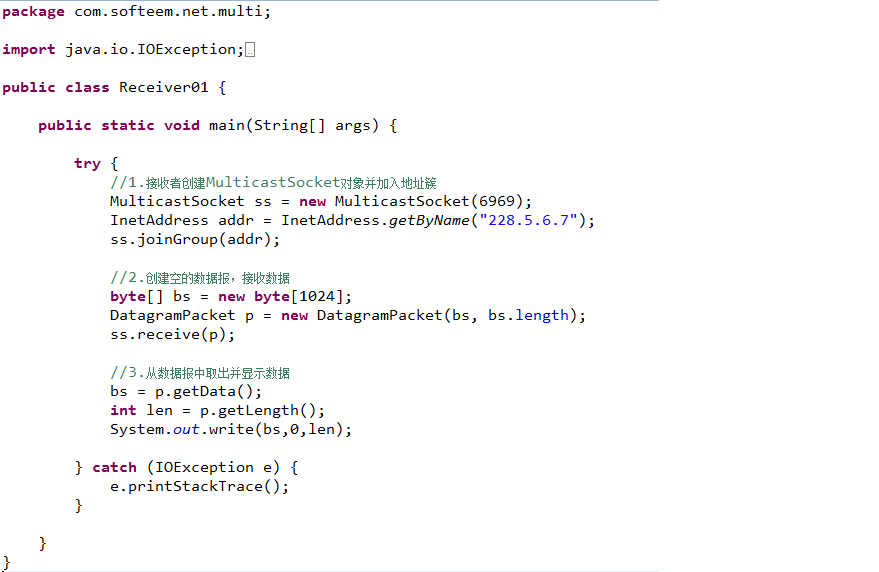 package com.softeem.net.multi;
import java.io.IOException;
public class Receiver01 {
public static void main(String[] args) {
try {
//1.接收者创建MulticastSocket对象并加入地址簇
MulticastSocket ss = new MulticastSocket(6969);
InetAddress addr = InetAddress.getByName("228.5.6.7");
ss.joinGroup(addr);
//2.创建空的数据报，接收数据
byte[] bs = new byte[1024];
DatagramPacket p = new DatagramPacket(bs, bs.length);
ss.receive(p);
//3.从数据报中取出并显示数据
bs = p.getData();
int len = p.getLength();
System.out.write(bs,0,len);
} catch (IOException e) {
e.printStackTrace();
}
}
}